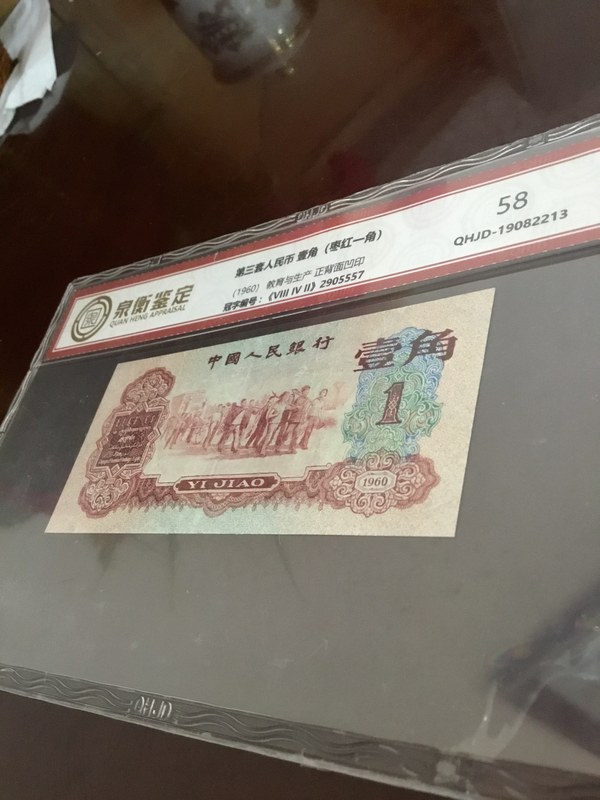 泉衡鉴定
QUAN HENG APPRAISAL
第三套人民币 壹角（枣红一角）
（1960） 教育与生产 正背面凹印
冠字编号：《VIII IV II》2905557
58
QHJD-19082213
中國人民銀行
壹角
1
YI JIAO
1960
QHJD